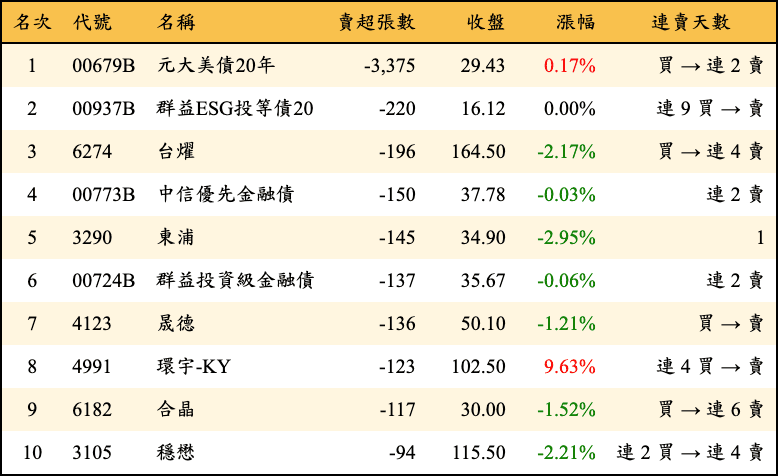 名次 代號 名稱 賣超張數 收盤 漲幅 連賣天數
1 00679B 元大美債20年 -3,375 29.43 0.17% 買 → 連 2 賣
2 00937B 群益ESG投等債20 -220 16.12 0.00% 連 9 買 → 賣
3 6274 台燿 -196 164.50 -2.17% 買 → 連 4 賣
4 00773B 中信優先金融債 -150 37.78 -0.03% 連 2 賣
5 3290 東浦 -145 34.90 -2.95% 1
6 00724B 群益投資級金融債 -137 35.67 -0.06% 連 2 賣
7 4123 晟德 -136 50.10 -1.21% 買 → 賣
8 4991 環宇-KY -123 102.50 9.63% 連 4 買 → 賣
9 6182 合晶 -117 30.00 -1.52% 買 → 連 6 賣
10 3105 穩懋 -94 115.50 -2.21% 連 2 買 → 連 4 賣